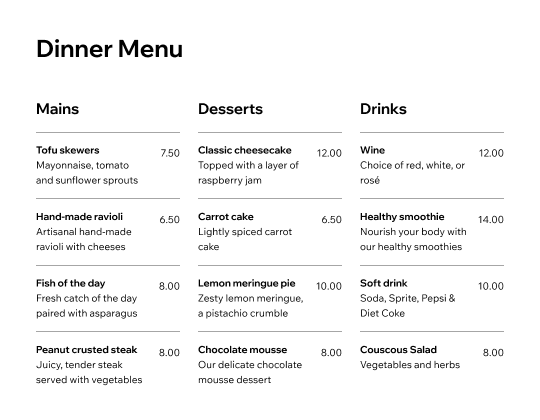 Dinner Menu
Mains
Tofu skewers 7.50
Mayonnaise, tomato
and sunflower sprouts
Hand-made ravioli 6.50
Artisanal hand-made
ravioli with cheeses
Fish of the day 8.00
Fresh catch of the day
paired with asparagus
Peanut crusted steak 8.00
Juicy, tender steak
served with vegetables
Desserts
Classic cheesecake 12.00
Topped with a layer of
raspberry jam
Carrot cake 6.50
Lightly spiced carrot
cake
Lemon meringue pie 10.00
Zesty lemon meringue,
a pistachio crumble
Chocolate mousse 8.00
Our delicate chocolate
mousse dessert
Drinks
Wine 12.00
Choice of red, white, or
rosé
Healthy smoothie 14.00
Nourish your body with
our healthy smoothies
Soft drink 10.00
Soda, Sprite, Pepsi &
Diet Coke
Couscous Salad 8.00
Vegetables and herbs